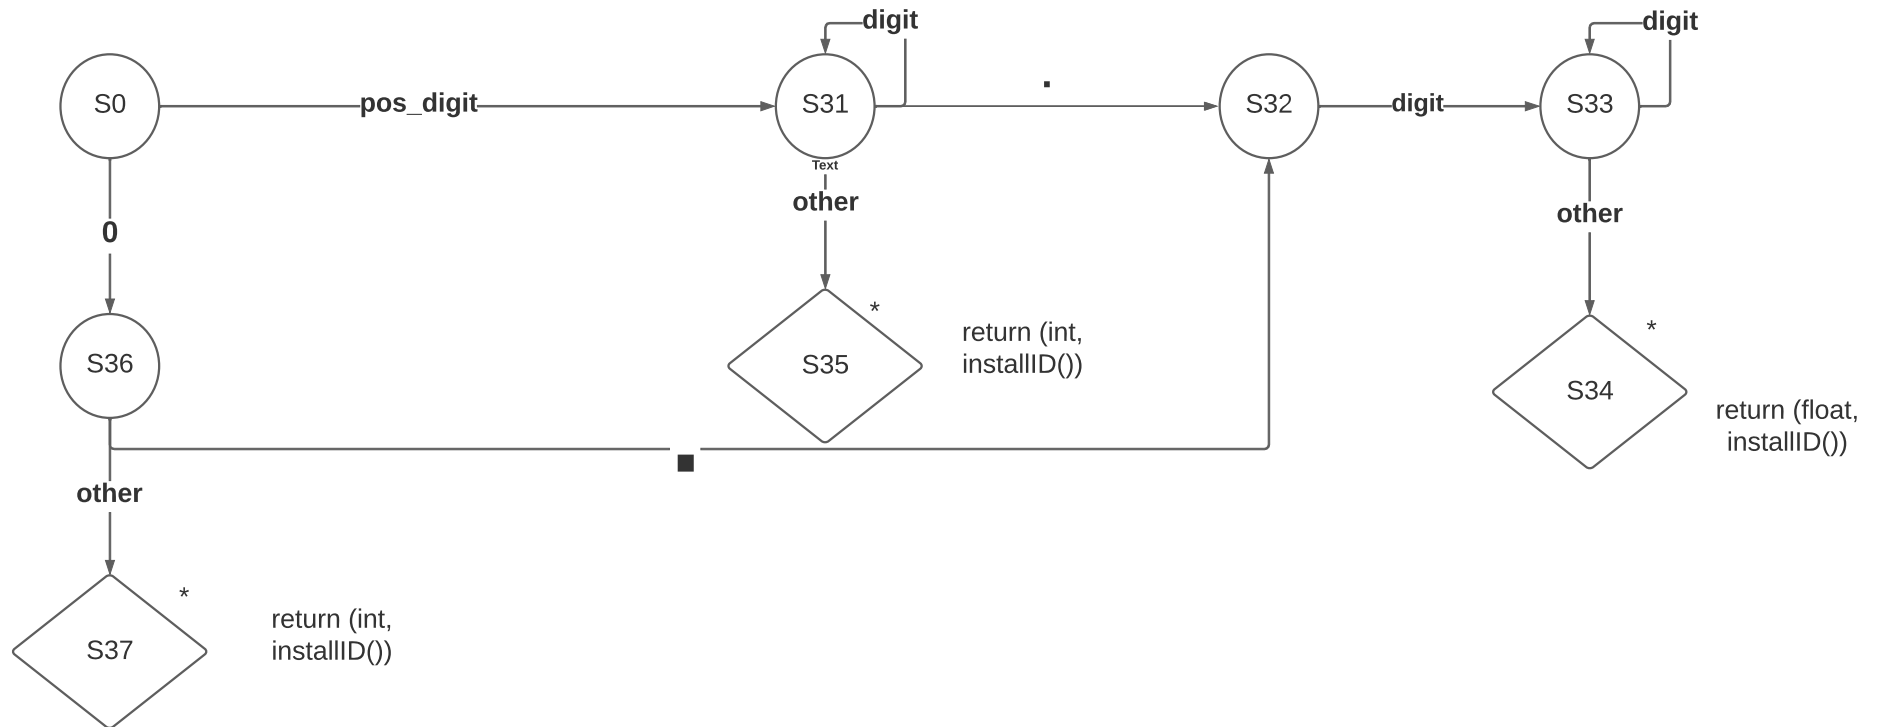 digit
digit
S0
pos_digit
S31
.
S32
digit
S33
Text
other
other
0
*
return (int,
installID())
*
S36
S35
S34
return (float,
installID())
.
other
*
return (int,
installID())
S37